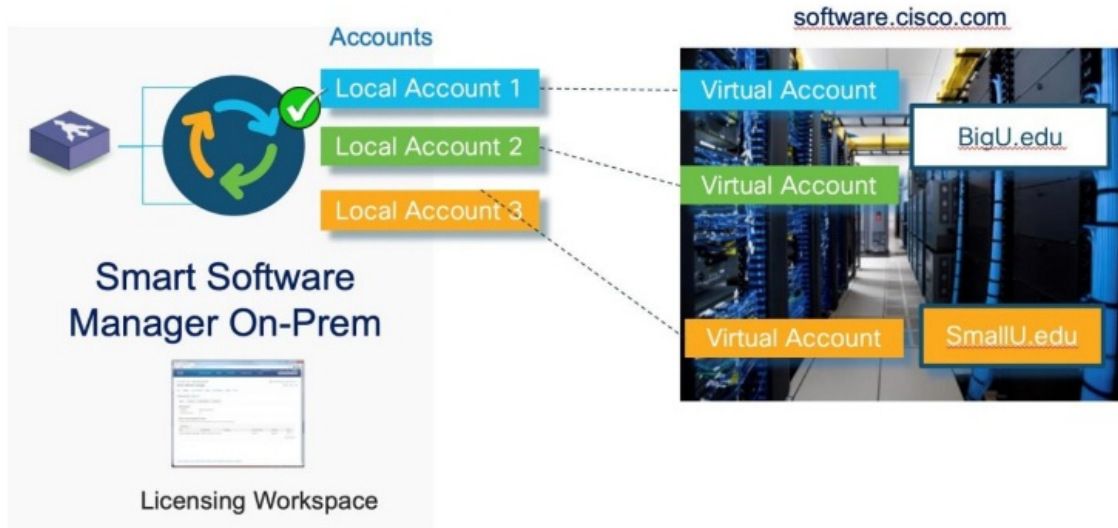 software.cisco.com
Accounts
Local Account 1
Virtual Account
BigU.edu
Local Account 2
Virtual Account
Local Account 3
Smart Software
Manager On-Prem
Virtual Account
SmallU.edu
Licensing Workspace